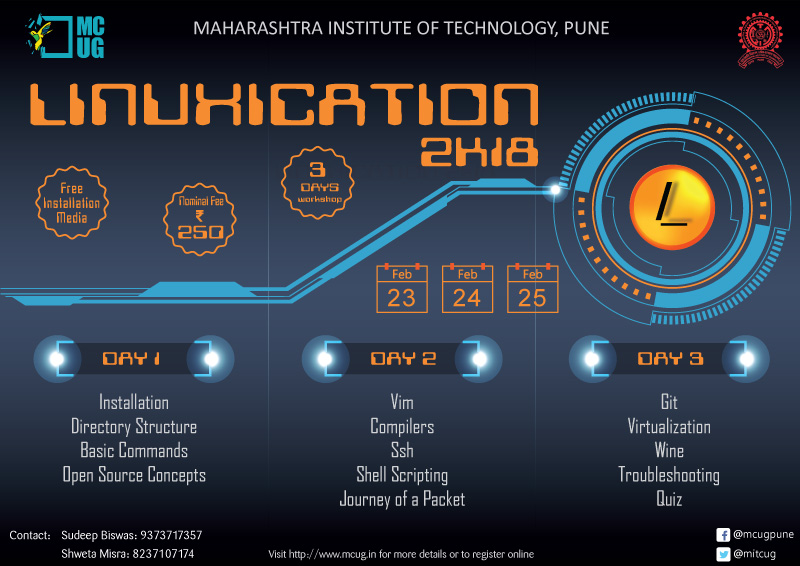 MC
UG
MAHARASHTRA INSTITUTE OF TECHNOLOGY, PUNE
LINUXICATION
2K18
Free
Installation
Media
Nominal Fee
₹
250
3
DAYS
workshop
L
Feb
23
Feb
24
Feb
25
DAY 1
Installation
Directory Structure
Basic Commands
Open Source Concepts
DAY 2
Vim
Compilers
Ssh
Shell Scripting
Journey of a Packet
DAY 3
Git
Virtualization
Wine
Troubleshooting
Quiz
Contact: Sudeep Biswas: 9373717357
Shweta Misra: 8237107174
Visit http://www.mcug.in for more details or to register online
@mcugpune
@mitcug